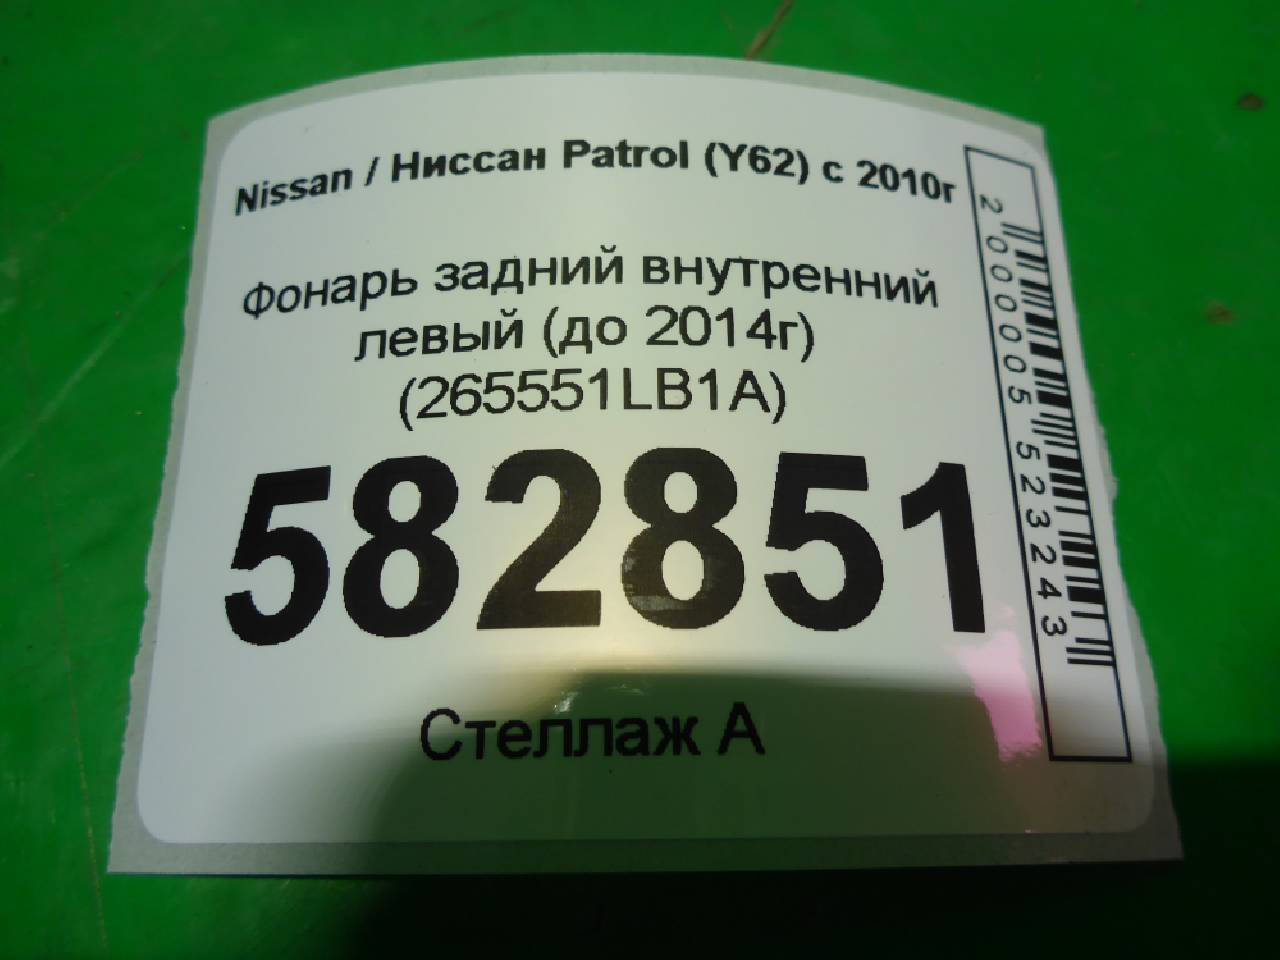 Nissan / Ниссан Patrol (Y62) с 2010г
Фонарь задний внутренний
левый (до 2014г)
(265551LB1A)
582851
Стеллаж А
2000005523243